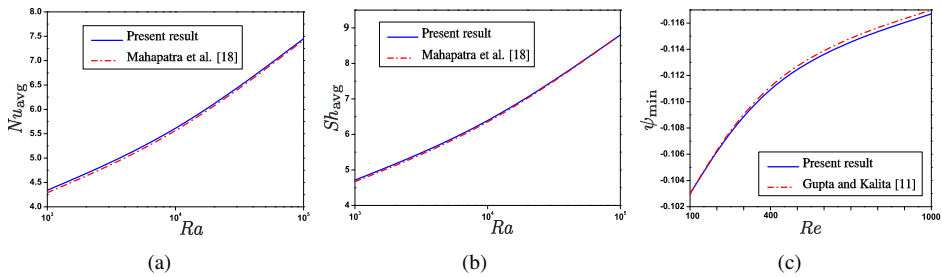 8.0
7.5
7.0
6.5
6.0
5.5
5.0
4.5
4.0
Nu_avg
Present result
Mahapatra et al. [18]
10^3
10^4
10^5
Ra
(a)
9
8
7
6
5
4
Sh_avg
Present result
Mahapatra et al. [18]
10^3
10^4
10^5
Ra
(b)
-0.116
-0.114
-0.112
-0.110
-0.108
-0.106
-0.104
-0.102
ψ_min
Present result
Gupta and Kalita [11]
100
400
1000
Re
(c)